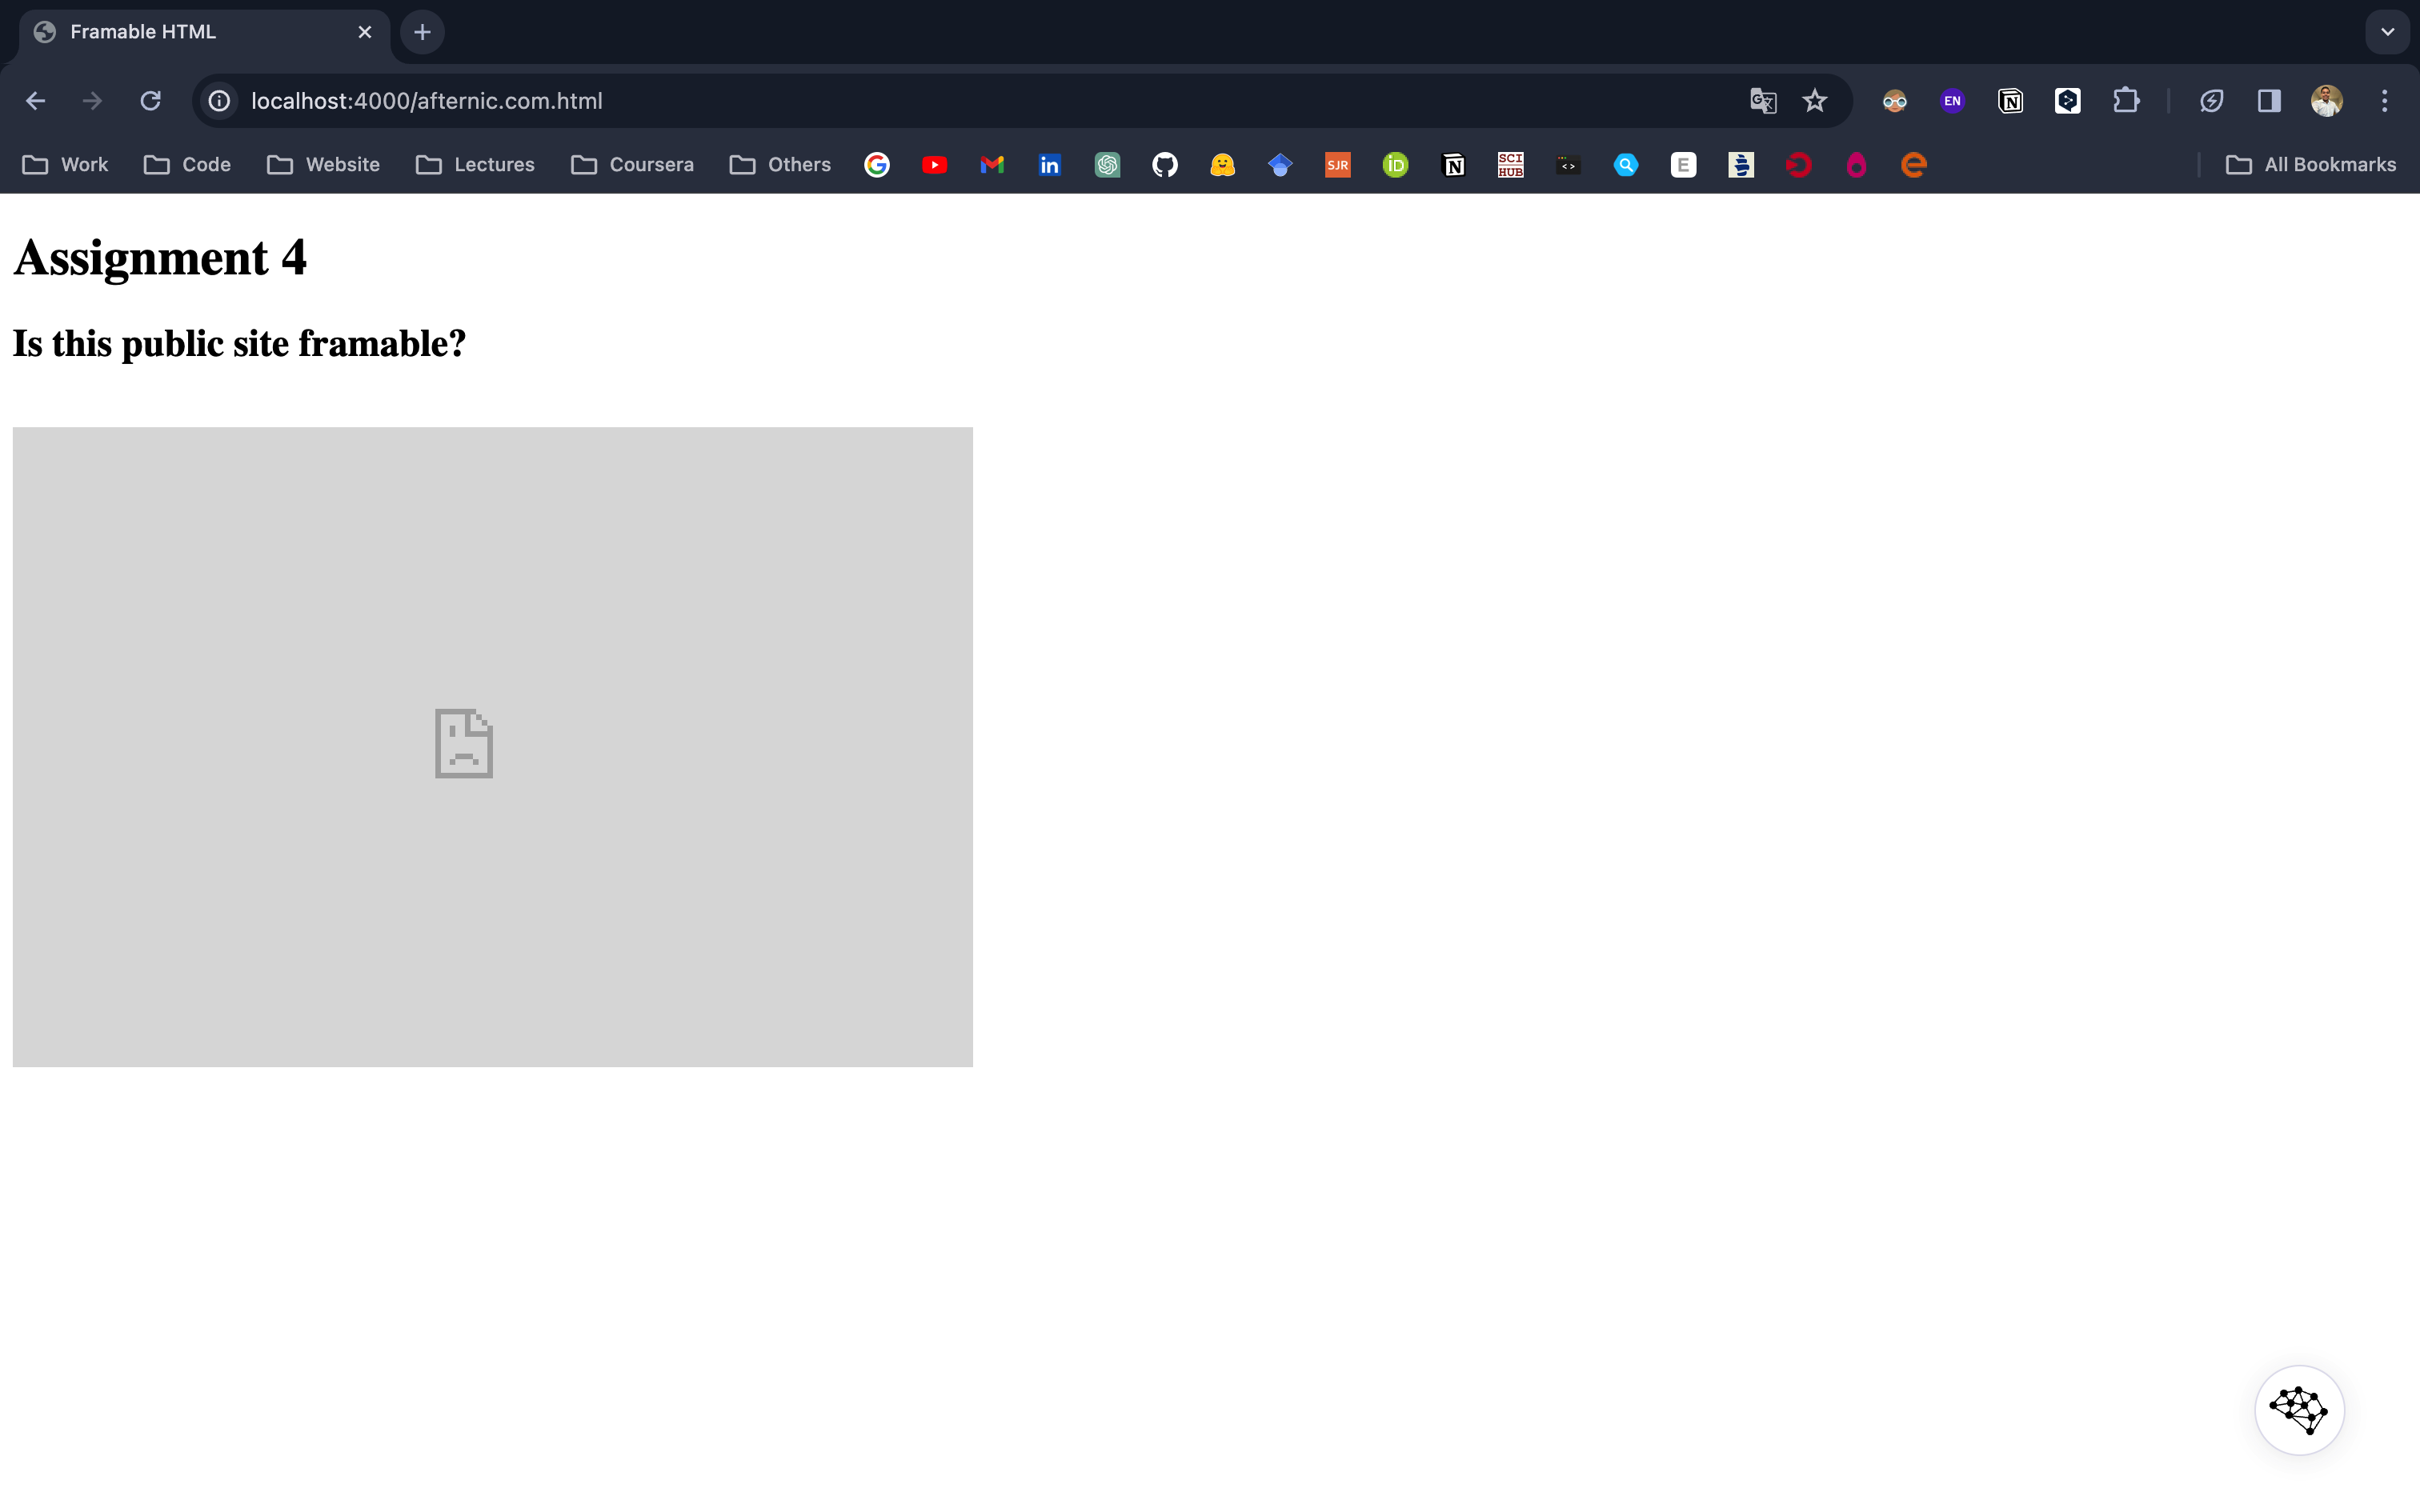 Framable HTML
localhost:4000/afternic.com.html
EN
Work Code Website Lectures Coursera Others SJR iD SCI HUB <> E All Bookmarks
Assignment 4
Is this public site framable?